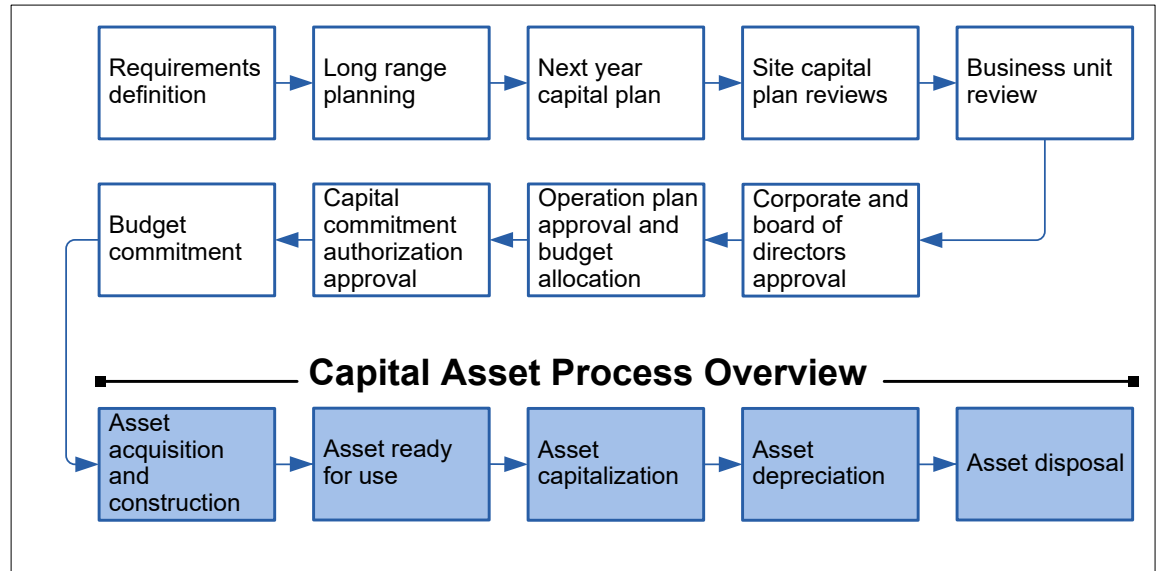 Requirements
definition
Long range
planning
Next year
capital plan
Site capital
plan reviews
Business unit
review
Budget
commitment
Capital
commitment
authorization
approval
Operation plan
approval and
budget
allocation
Corporate and
board of
directors
approval
Capital Asset Process Overview
Asset
acquisition
and
construction
Asset ready
for use
Asset
capitalization
Asset
depreciation
Asset disposal